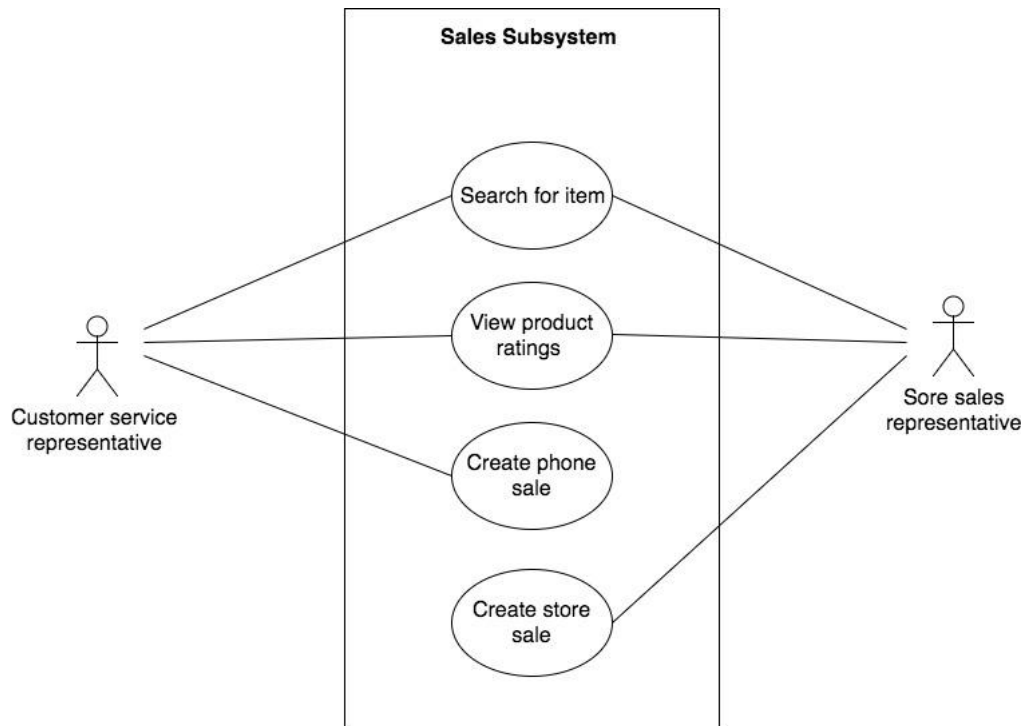 Sales Subsystem
Search for item
View product
ratings
Create phone
sale
Create store
sale
Customer service
representative
Sore sales
representative